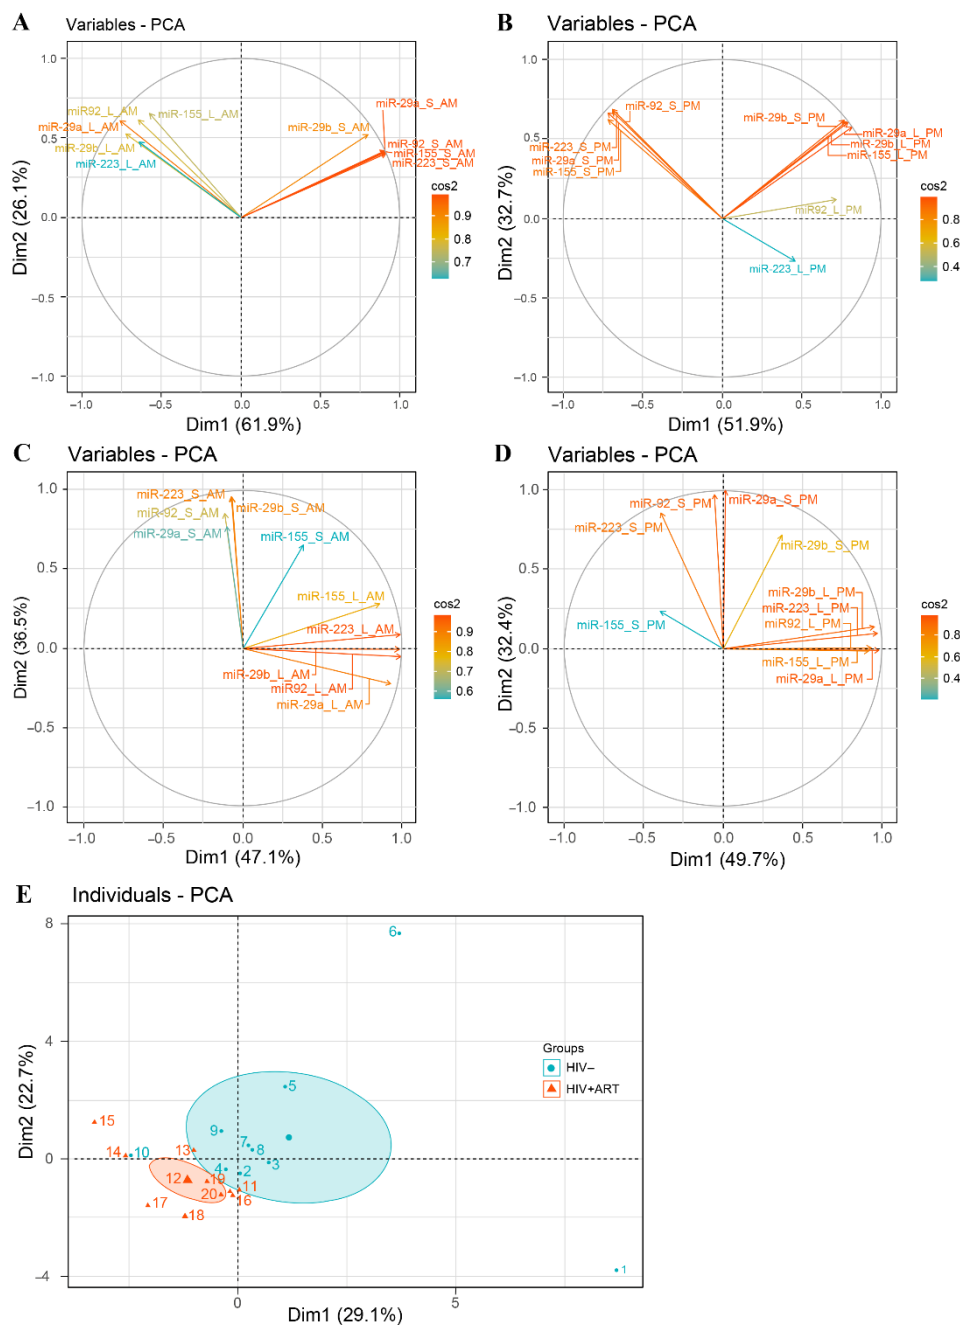 A
Variables - PCA
1.0
0.5
0.0
−0.5
−1.0
Dim2 (26.1%)
miR92_L_AM
miR-155_L_AM
miR-29a_L_AM
miR-29b_L_AM
miR-223_L_AM
miR-29a_S_AM
miR-29b_S_AM
miR-92_S_AM
miR-155_S_AM
miR-223_S_AM
cos2
0.9
0.8
0.7
−1.0 −0.5 0.0 0.5 1.0
Dim1 (61.9%)
B
Variables - PCA
1.0
0.5
0.0
−0.5
−1.0
Dim2 (32.7%)
miR-92_S_PM
miR-223_S_PM
miR-29a_S_PM
miR-155_S_PM
miR-29b_S_PM
miR-29a_L_PM
miR-29b_L_PM
miR-155_L_PM
miR92_L_PM
miR-223_L_PM
cos2
0.8
0.6
0.4
−1.0 −0.5 0.0 0.5 1.0
Dim1 (51.9%)
C
Variables - PCA
1.0
0.5
0.0
−0.5
−1.0
Dim2 (36.5%)
miR-223_S_AM
miR-29b_S_AM
miR-92_S_AM
miR-29a_S_AM
miR-155_S_AM
miR-155_L_AM
miR-223_L_AM
miR-29b_L_AM
miR92_L_AM
miR-29a_L_AM
cos2
0.9
0.8
0.7
0.6
−1.0 −0.5 0.0 0.5 1.0
Dim1 (47.1%)
D
Variables - PCA
1.0
0.5
0.0
−0.5
−1.0
Dim2 (32.4%)
miR-92_S_PM
miR-29a_S_PM
miR-223_S_PM
miR-29b_S_PM
miR-29b_L_PM
miR-223_L_PM
miR92_L_PM
miR-155_S_PM
miR-155_L_PM
miR-29a_L_PM
cos2
0.8
0.6
0.4
−1.0 −0.5 0.0 0.5 1.0
Dim1 (49.7%)
E
Individuals - PCA
8
4
0
−4
Dim2 (22.7%)
6
5
15
9
7
8
13
14
10
3
4
2
12
19
11
20
16
17
18
1
Groups
HIV−
HIV+ART
0 5
Dim1 (29.1%)